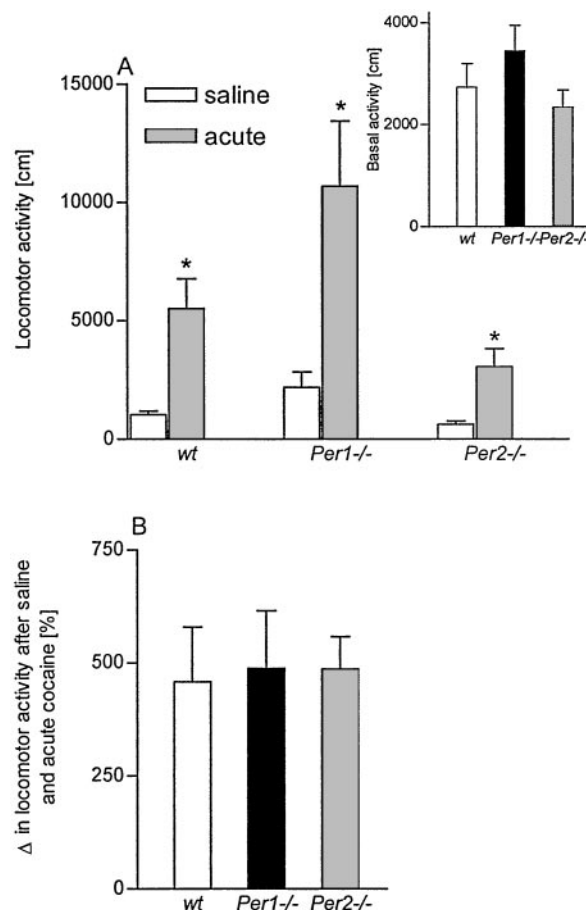 A
15000
10000
5000
0
Locomotor activity [cm]
saline
acute
*
*
*
wt
Per1-/-
Per2-/-
4000
2000
0
Basal activity [cm]
wt Per1-/-Per2-/-
B
750
500
250
0
Δ in locomotor activity after saline
and acute cocaine [%]
wt Per1-/- Per2-/-